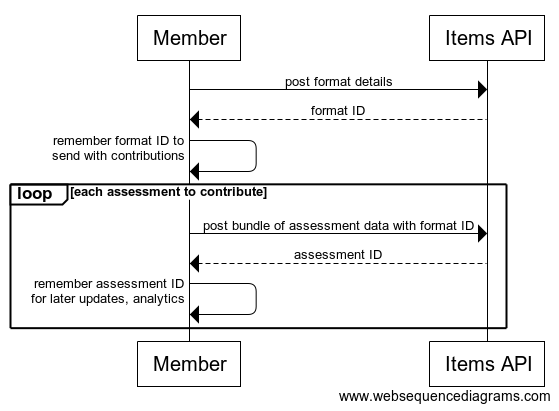 Member
Items API
post format details
format ID
remember format ID to
send with contributions
loop
[each assessment to contribute]
post bundle of assessment data with format ID
assessment ID
remember assessment ID
for later updates, analytics
Member
Items API
www.websequencediagrams.com